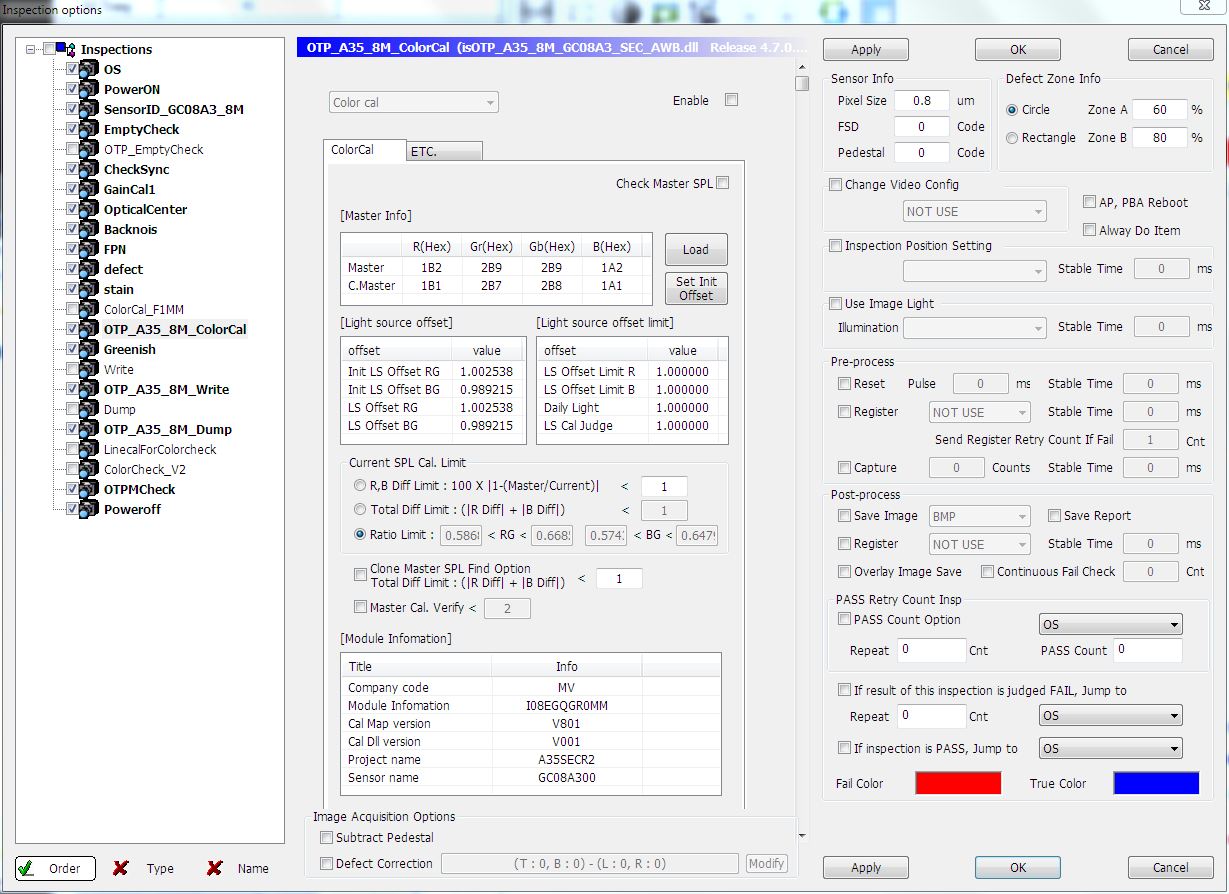 Inspection options
Inspections
OS
PowerON
SensorID_GC08A3_8M
EmptyCheck
OTP_EmptyCheck
CheckSync
GainCal1
OpticalCenter
Backnois
FPN
defect
stain
ColorCal_F1MM
OTP_A35_8M_ColorCal
Greenish
Write
OTP_A35_8M_Write
Dump
OTP_A35_8M_Dump
LinecalForColorcheck
ColorCheck_V2
OTPMCheck
Poweroff
Order Type Name
OTP_A35_8M_ColorCal (isOTP_A35_8M_GC08A3_SEC_AWB.dll Release 4.7.0....
Color cal
Enable
ColorCal ETC.
Check Master SPL
[Master Info]
R(Hex) Gr(Hex) Gb(Hex) B(Hex)
Master 1B2 2B9 2B9 1A2
C.Master 1B1 2B7 2B8 1A1
Load
Set Init
Offset
[Light source offset]
offset value
Init LS Offset RG 1.002538
Init LS Offset BG 0.989215
LS Offset RG 1.002538
LS Offset BG 0.989215
[Light source offset limit]
offset value
LS Offset Limit R 1.000000
LS Offset Limit B 1.000000
Daily Light 1.000000
LS Cal Judge 1.000000
Current SPL Cal. Limit
R,B Diff Limit : 100 X |1-(Master/Current)| < 1
Total Diff Limit : (|R Diff| + |B Diff|) < 1
Ratio Limit : < RG < < BG <
Clone Master SPL Find Option
Total Diff Limit : (|R Diff| + |B Diff|) < 1
Master Cal. Verify < 2
[Module Infomation]
Title Info
Company code MV
Module Infomation I08EGQGR0MM
Cal Map version V801
Cal Dll version V001
Project name A35SECR2
Sensor name GC08A300
Image Acquisition Options
Subtract Pedestal
Defect Correction (T : 0, B : 0) - (L : 0, R : 0) Modify
Apply OK Cancel
Sensor Info
Pixel Size 0.8 um
FSD 0 Code
Pedestal 0 Code
Defect Zone Info
Circle Zone A 60 %
Rectangle Zone B 80 %
Change Video Config
NOT USE
AP, PBA Reboot
Alway Do Item
Inspection Position Setting
Stable Time 0 ms
Use Image Light
Illumination Stable Time 0 ms
Pre-process
Reset Pulse 0 ms Stable Time 0 ms
Register NOT USE Stable Time 0 ms
Send Register Retry Count If Fail 1 Cnt
Capture 0 Counts Stable Time 0 ms
Post-process
Save Image BMP Save Report
Register NOT USE Stable Time 0 ms
Overlay Image Save Continuous Fail Check 0 Cnt
PASS Retry Count Insp
PASS Count Option OS
Repeat 0 Cnt PASS Count 0
If result of this inspection is judged FAIL, Jump to
Repeat 0 Cnt OS
If inspection is PASS, Jump to OS
Fail Color True Color
Apply OK Cancel